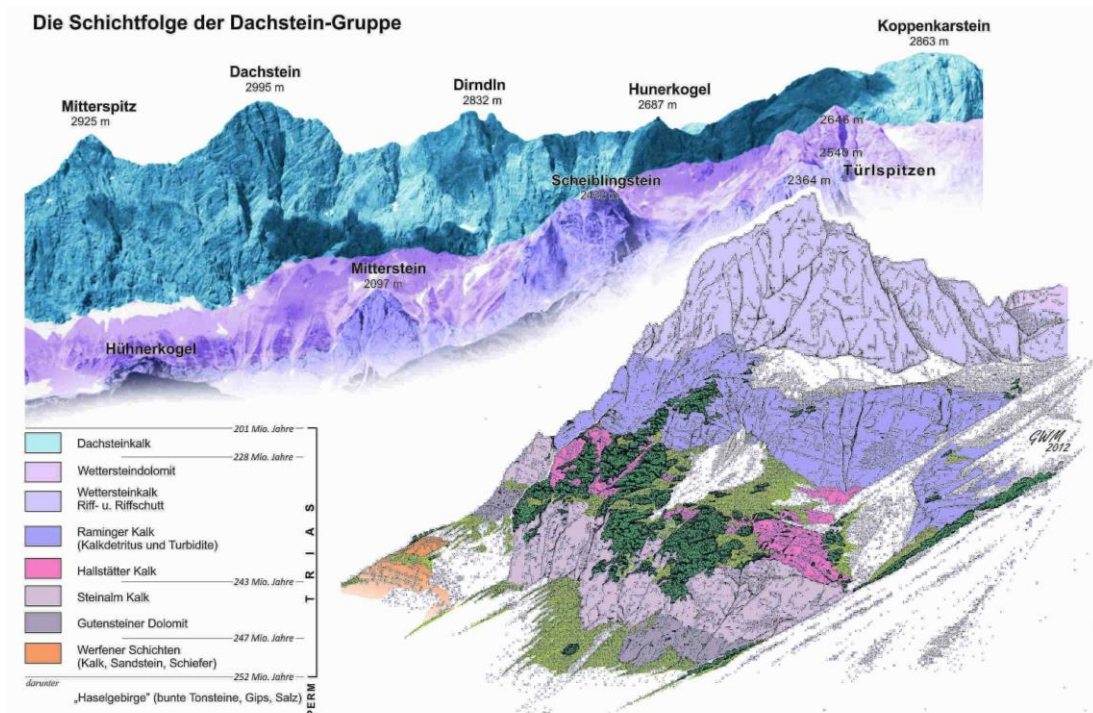 Die Schichtfolge der Dachstein-Gruppe
Koppenkarstein
2863 m
Dachstein
2995 m
Dirndln
2832 m
Hunerkogel
2687 m
Mitterspitz
2925 m
2646 m
2540 m
Türlspitzen
2364 m
Scheiblingstein
Mitterstein
2097 m
Hühnerkogel
GWM
2012
201 Mio. Jahre
Dachsteinkalk
228 Mio. Jahre
Wettersteindolomit
Wettersteinkalk
Riff- u. Riffschutt
Raminger Kalk
(Kalkdetritus und Turbidite)
Hallstätter Kalk
243 Mio. Jahre
Steinalm Kalk
Gutensteiner Dolomit
247 Mio. Jahre
Werfener Schichten
(Kalk, Sandstein, Schiefer)
252 Mio. Jahre
darunter
„Haselgebirge" (bunte Tonsteine, Gips, Salz)
TRIAS
PERM